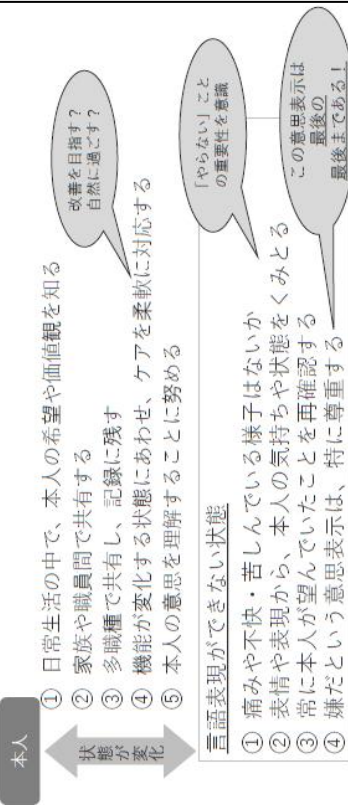 本人
① 日常生活の中で、本人の希望や価値観を知る
② 家族や職員間で共有する
③ 多職種で共有し、記録に残す
④ 機能が変化する状態にあわせ、ケアを柔軟に対応する
⑤ 本人の意思を理解することに努める
改善を目指す？
自然に過ごす？
状態が変化
言語表現ができない状態
① 痛みや不快・苦しんでいる様子はないか
② 表情や表現から、本人の気持ちや状態をくみとる
③ 常に本人が望んでいたことを再確認する
④ 嫌だという意思表示は、特に尊重する
「やらない」こと
の重要性を意識
この意思表示は
最後の
最後まである！